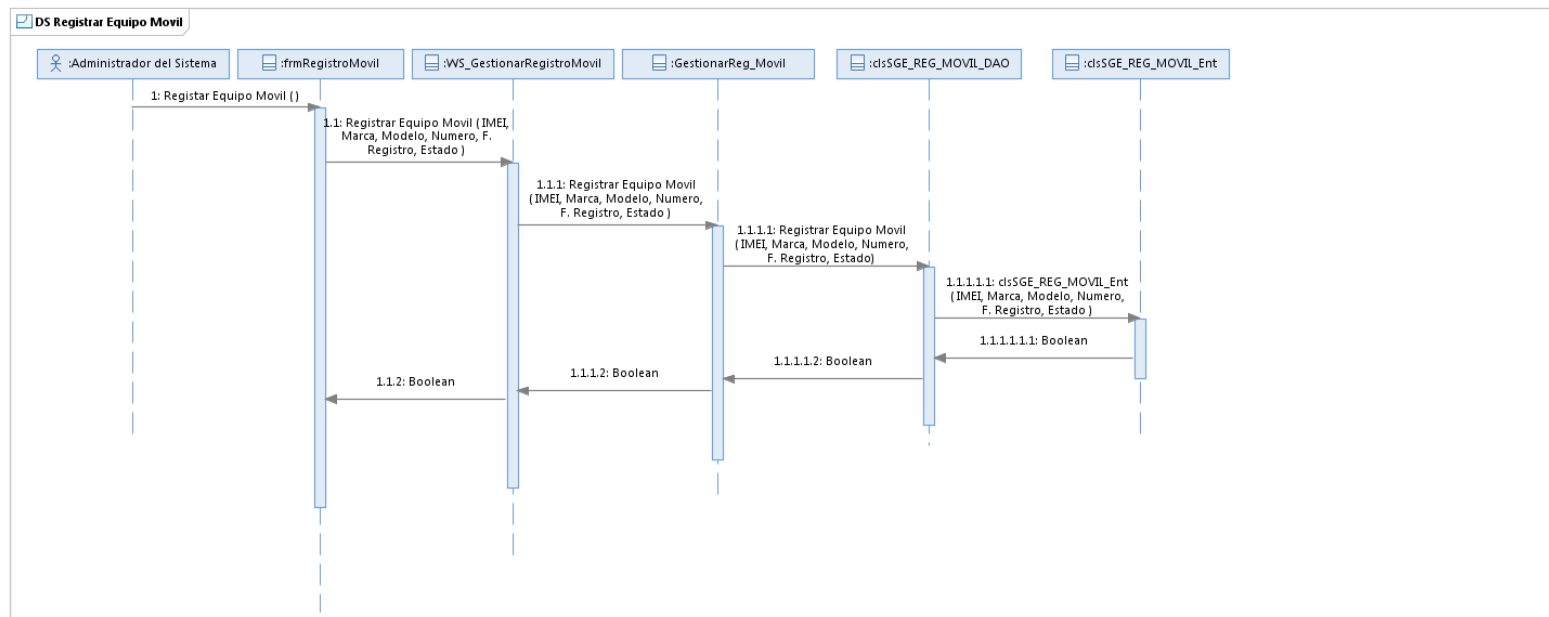 DS Registrar Equipo Movil
:Administrador del Sistema
:frmRegistroMovil
:WS_GestionarRegistroMovil
:GestionarReg_Movil
:clsSGE_REG_MOVIL_DAO
:clsSGE_REG_MOVIL_Ent
1: Registar Equipo Movil ( )
1.1: Registrar Equipo Movil ( IMEI,
Marca, Modelo, Numero, F.
Registro, Estado )
1.1.1: Registrar Equipo Movil
( IMEI, Marca, Modelo, Numero,
F. Registro, Estado )
1.1.1.1: Registrar Equipo Movil
( IMEI, Marca, Modelo, Numero,
F. Registro, Estado)
1.1.1.1.1: clsSGE_REG_MOVIL_Ent
( IMEI, Marca, Modelo, Numero,
F. Registro, Estado )
1.1.1.1.1.1: Boolean
1.1.1.1.2: Boolean
1.1.1.2: Boolean
1.1.2: Boolean